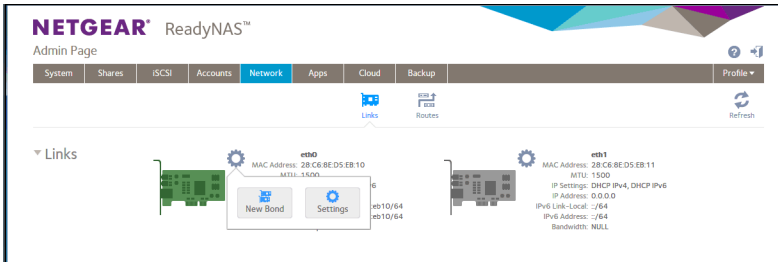 NETGEAR® ReadyNAS™
Admin Page
System Shares iSCSI Accounts Network Apps Cloud Backup Profile
Links Routes Refresh
Links
eth0
MAC Address: 28:C6:8E:D5:EB:10
MTU: 1500
v6
:eb10/64
:eb10/64
New Bond Settings
eth1
MAC Address: 28:C6:8E:D5:EB:11
MTU: 1500
IP Settings: DHCP IPv4, DHCP IPv6
IP Address: 0.0.0.0
IPv6 Link-Local: ::/64
IPv6 Address: ::/64
Bandwidth: NULL